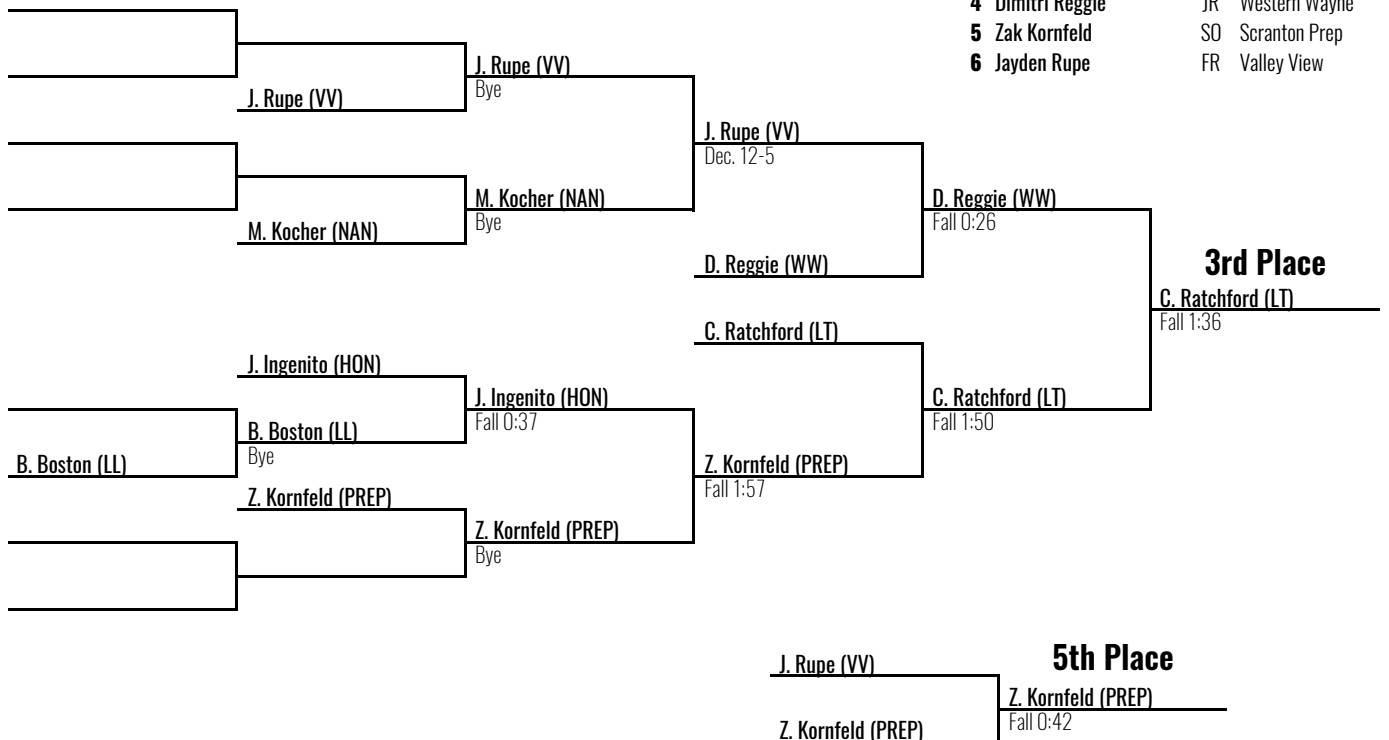 4 Dimitri Reggie JR Western Wayne
5 Zak Kornfeld SO Scranton Prep
6 Jayden Rupe FR Valley View
J. Rupe (VV)
Bye
J. Rupe (VV)
J. Rupe (VV)
Dec. 12-5
M. Kocher (NAN)
Bye
M. Kocher (NAN)
D. Reggie (WW)
Fall 0:26
D. Reggie (WW)
3rd Place
C. Ratchford (LT)
Fall 1:36
C. Ratchford (LT)
J. Ingenito (HON)
J. Ingenito (HON)
Fall 0:37
C. Ratchford (LT)
Fall 1:50
B. Boston (LL)
Bye
B. Boston (LL)
Z. Kornfeld (PREP)
Fall 1:57
Z. Kornfeld (PREP)
Z. Kornfeld (PREP)
Bye
5th Place
J. Rupe (VV)
Z. Kornfeld (PREP)
Fall 0:42
Z. Kornfeld (PREP)